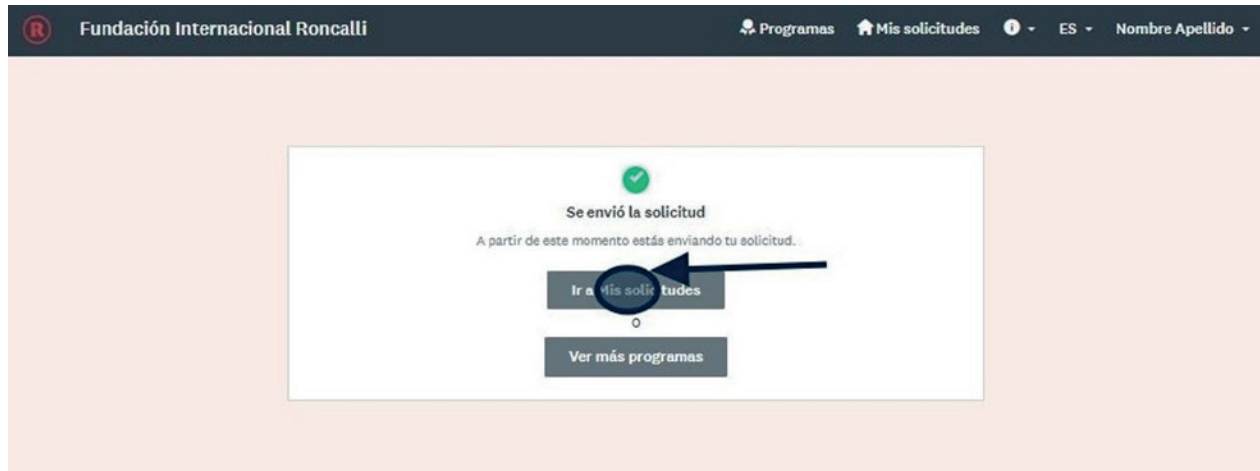 R Fundación Internacional Roncalli Programas Mis solicitudes i ES Nombre Apellido
Se envió la solicitud
A partir de este momento estás enviando tu solicitud.
Ir a Mis solicitudes
o
Ver más programas